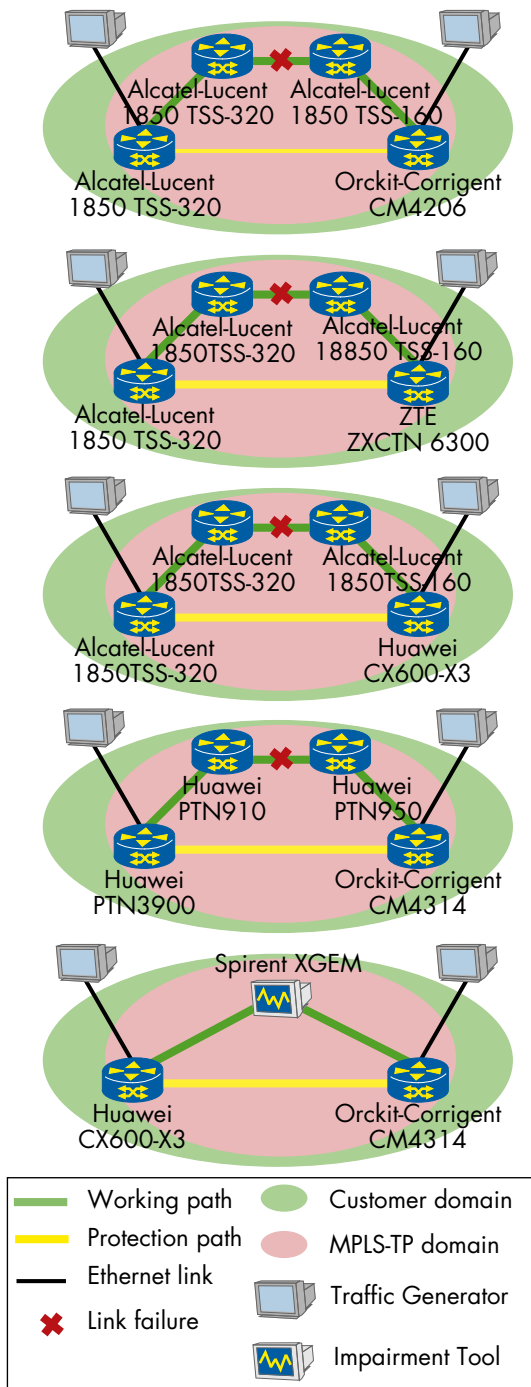 Alcatel-Lucent
1850 TSS-320
Alcatel-Lucent
1850 TSS-160
Alcatel-Lucent
1850 TSS-320
Orckit-Corrigent
CM4206
Alcatel-Lucent
1850TSS-320
Alcatel-Lucent
18850 TSS-160
Alcatel-Lucent
1850 TSS-320
ZTE
ZXCTN 6300
Alcatel-Lucent
1850TSS-320
Alcatel-Lucent
1850TSS-160
Alcatel-Lucent
1850TSS-320
Huawei
CX600-X3
Huawei
PTN910
Huawei
PTN950
Huawei
PTN3900
Orckit-Corrigent
CM4314
Spirent XGEM
Huawei
CX600-X3
Orckit-Corrigent
CM4314
Working path
Protection path
Ethernet link
Link failure
Customer domain
MPLS-TP domain
Traffic Generator
Impairment Tool